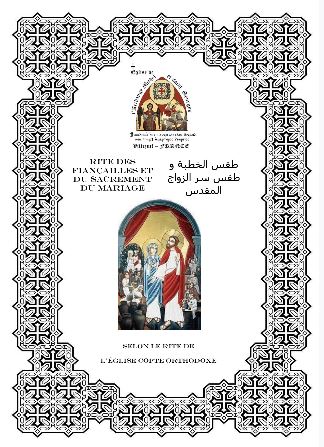 RITE DES
FIANÇAILLES ET
DU SACREMENT
DU MARIAGE
طقس الخطبة و
طقس سر الزواج
المقدس
SELON LE RITE DE
L'ÉGLISE COPTE ORTHODOXE